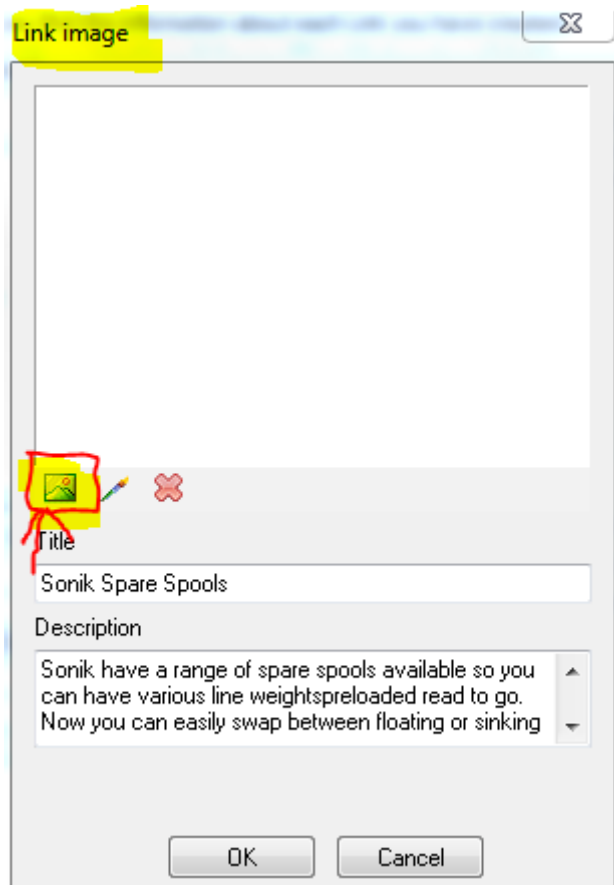 Link image
Title
Sonik Spare Spools
Description
Sonik have a range of spare spools available so you
can have various line weightspreloaded read to go.
Now you can easily swap between floating or sinking
OK
Cancel